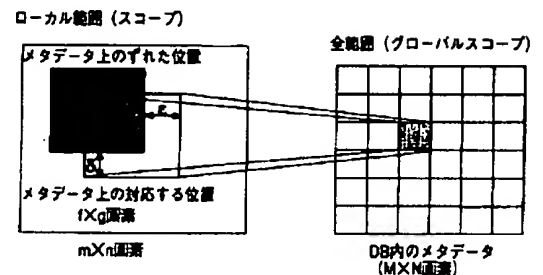 ローカル範囲（スコープ）
メタデータ上のずれた位置
ε
δ
メタデータ上の対応する位置
f×g画素
m×n画素
全範囲（グローバルスコープ）
DB内のメタデータ
（M×N画素）